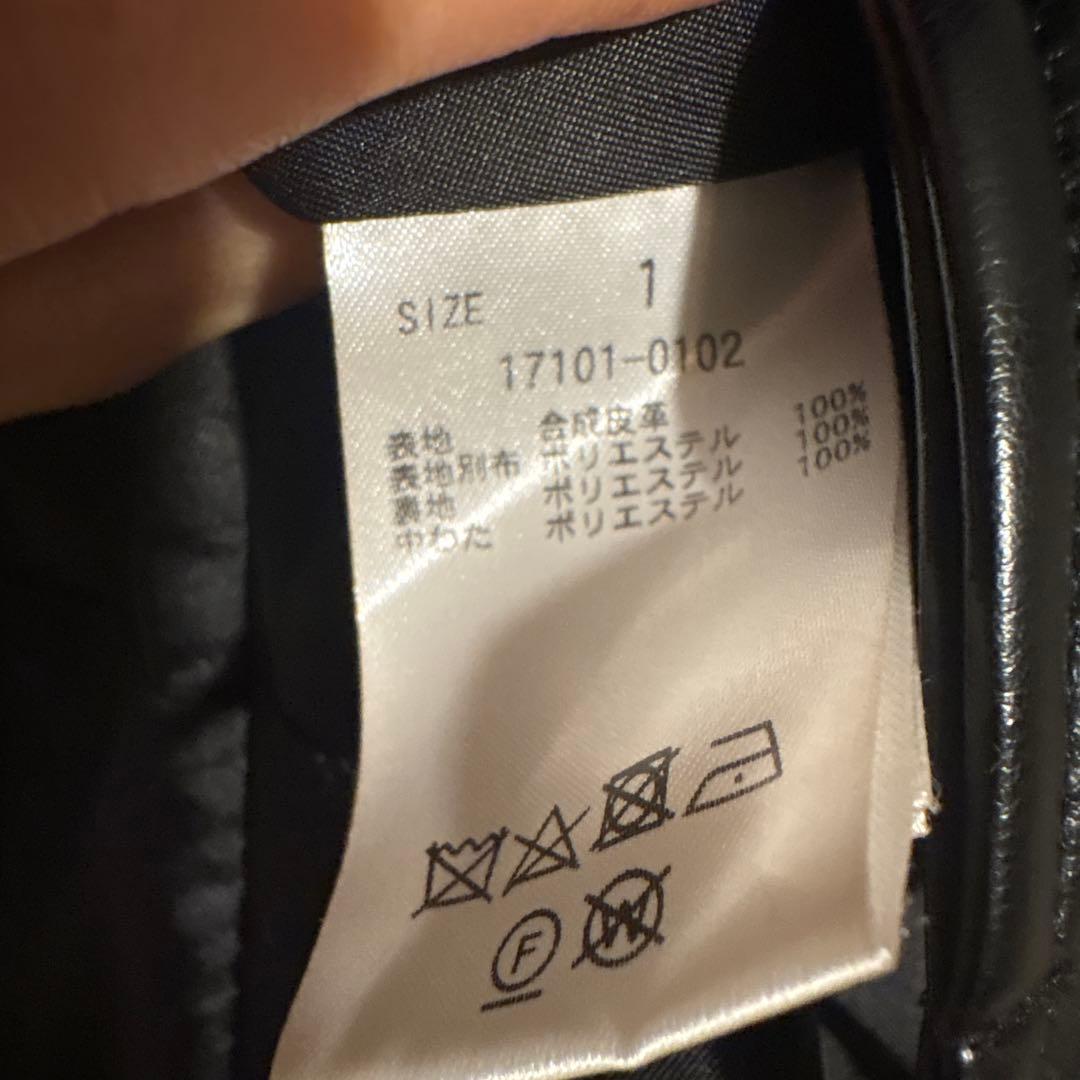 SIZE 1
17101-0102
表地 合成皮革
表地別布 ポリエステル 100%
裏地 ポリエステル 100%
中わた ポリエステル 100%
F
W